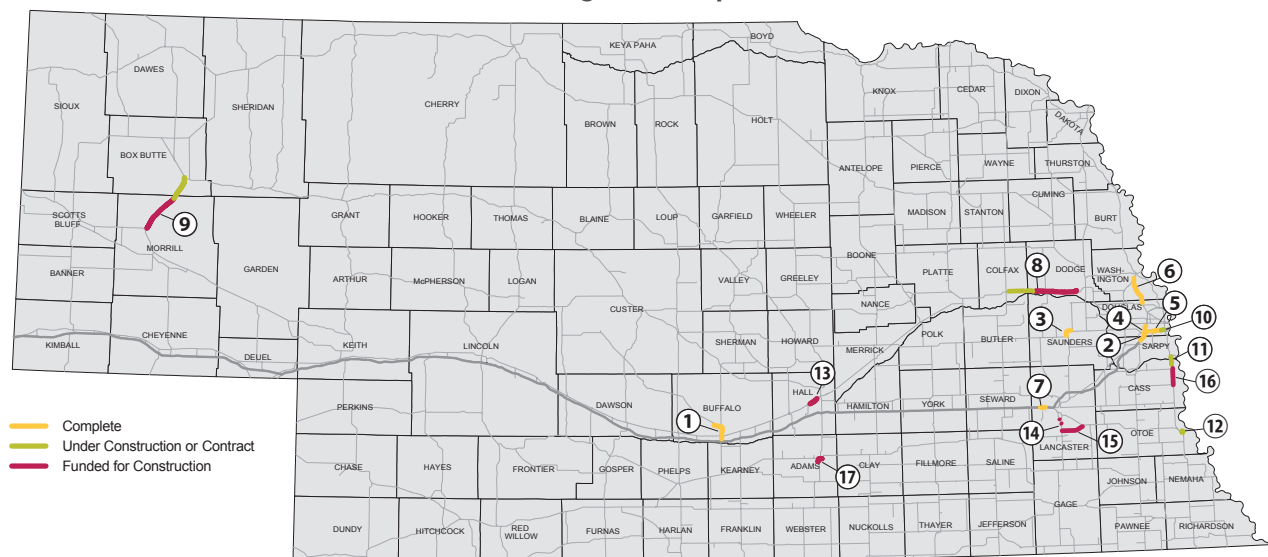 KEYA PAHA
BOYD
DAWES
SIOUX
SHERIDAN
CHERRY
BROWN
ROCK
HOLT
KNOX
CEDAR
DIXON
DAKOTA
BOX BUTTE
ANTELOPE
PIERCE
WAYNE
THURSTON
SCOTTS
BLUFF
9
MORRILL
GRANT
HOOKER
THOMAS
BLAINE
LOUP
GARFIELD
WHEELER
MADISON
STANTON
CUMING
BURT
BANNER
GARDEN
ARTHUR
McPHERSON
LOGAN
CUSTER
VALLEY
GREELEY
BOONE
NANCE
PLATTE
COLFAX
8
DODGE
WASH-
INGTON
6
DOUGLAS
KIMBALL
CHEYENNE
DEUEL
KEITH
LINCOLN
SHERMAN
HOWARD
MERRICK
POLK
BUTLER
3
SAUNDERS
4
5
10
2
SARPY
11
PERKINS
DAWSON
BUFFALO
1
HALL
13
HAMILTON
YORK
SEWARD
7
CASS
16
Complete
Under Construction or Contract
Funded for Construction
CHASE
HAYES
FRONTIER
GOSPER
PHELPS
KEARNEY
ADAMS
17
CLAY
FILLMORE
SALINE
14
15
LANCASTER
OTOE
12
DUNDY
HITCHCOCK
RED
WILLOW
FURNAS
HARLAN
FRANKLIN
WEBSTER
NUCKOLLS
THAYER
JEFFERSON
GAGE
JOHNSON
NEMAHA
PAWNEE
RICHARDSON